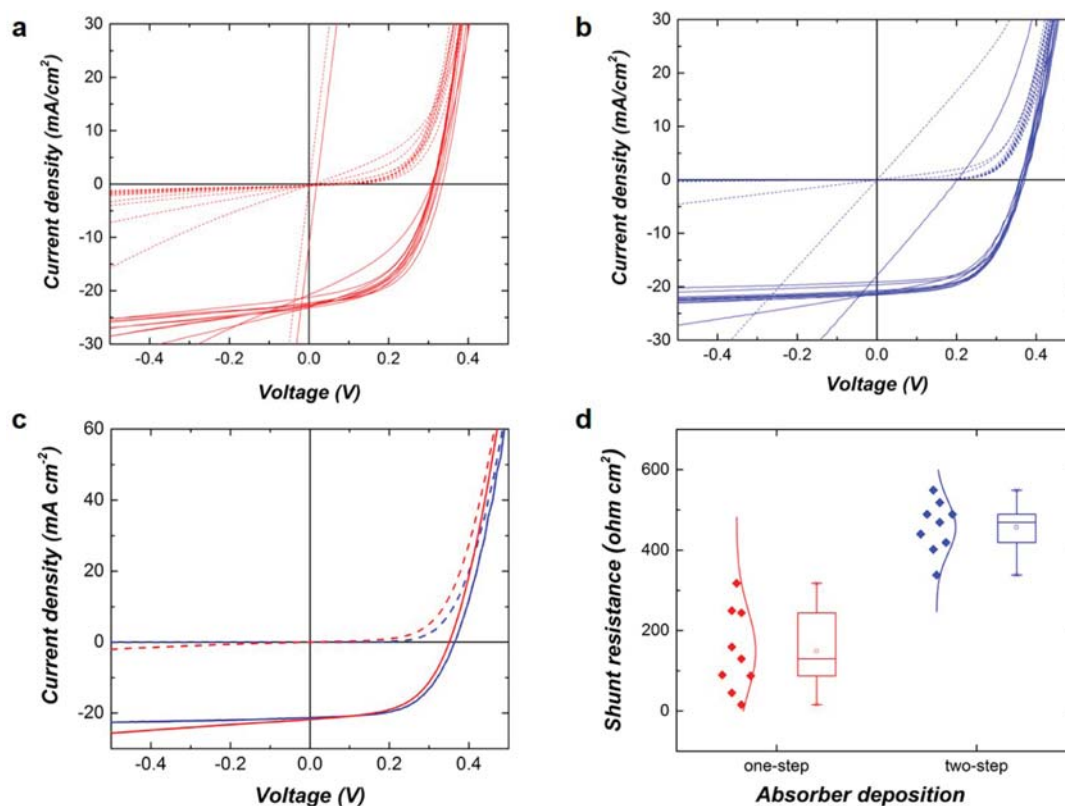 a
Current density (mA/cm²)
30
20
10
0
-10
-20
-30
-0.4
-0.2
0.0
0.2
0.4
Voltage (V)
b
Current density (mA/cm²)
30
20
10
0
-10
-20
-30
-0.4
-0.2
0.0
0.2
0.4
Voltage (V)
c
Current density (mA cm⁻²)
60
40
20
0
-20
-0.4
-0.2
0.0
0.2
0.4
Voltage (V)
d
Shunt resistance (ohm cm²)
600
400
200
0
one-step
two-step
Absorber deposition